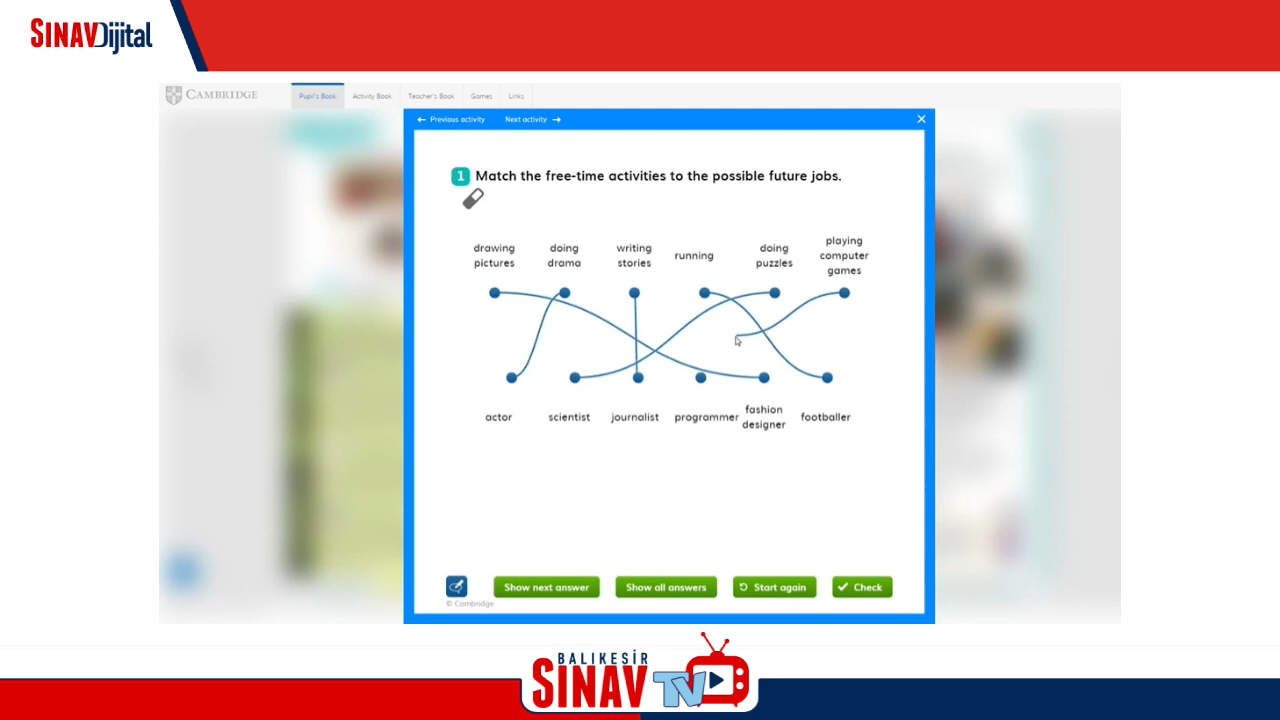 SINAVDijital
CAMBRIDGE
Pupil's Book
Activity Book
Teacher's Book
Games
Links
Previous activity
Next activity
1 Match the free-time activities to the possible future jobs.
drawing
pictures
doing
drama
writing
stories
running
doing
puzzles
playing
computer
games
actor
scientist
journalist
programmer
fashion
designer
footballer
Show next answer
Show all answers
Start again
Check
© Cambridge
BALIKESİR
SINAV TV